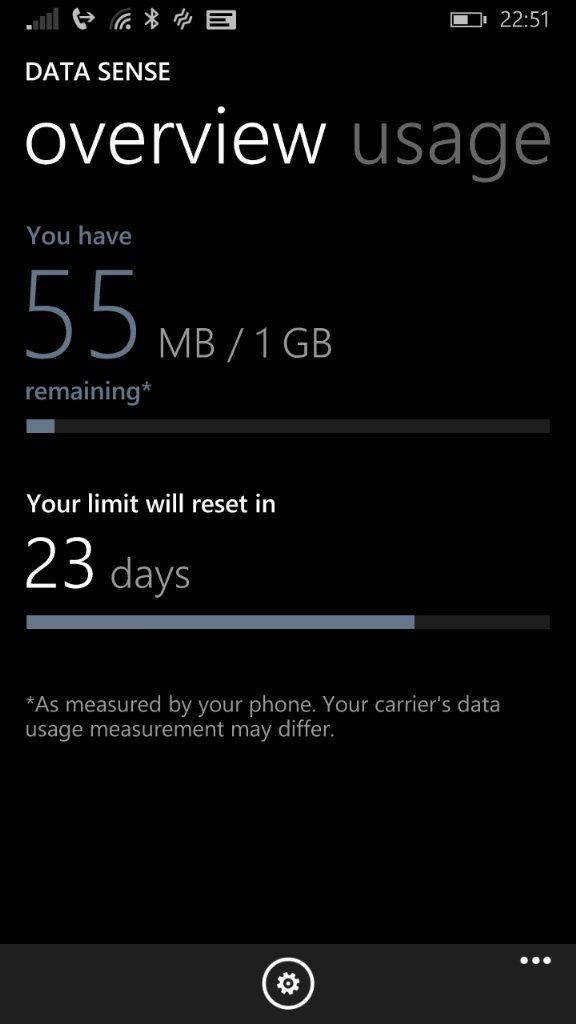 22:51
DATA SENSE
overview usage
You have
55 MB / 1 GB
remaining*
Your limit will reset in
23 days
*As measured by your phone. Your carrier's data
usage measurement may differ.